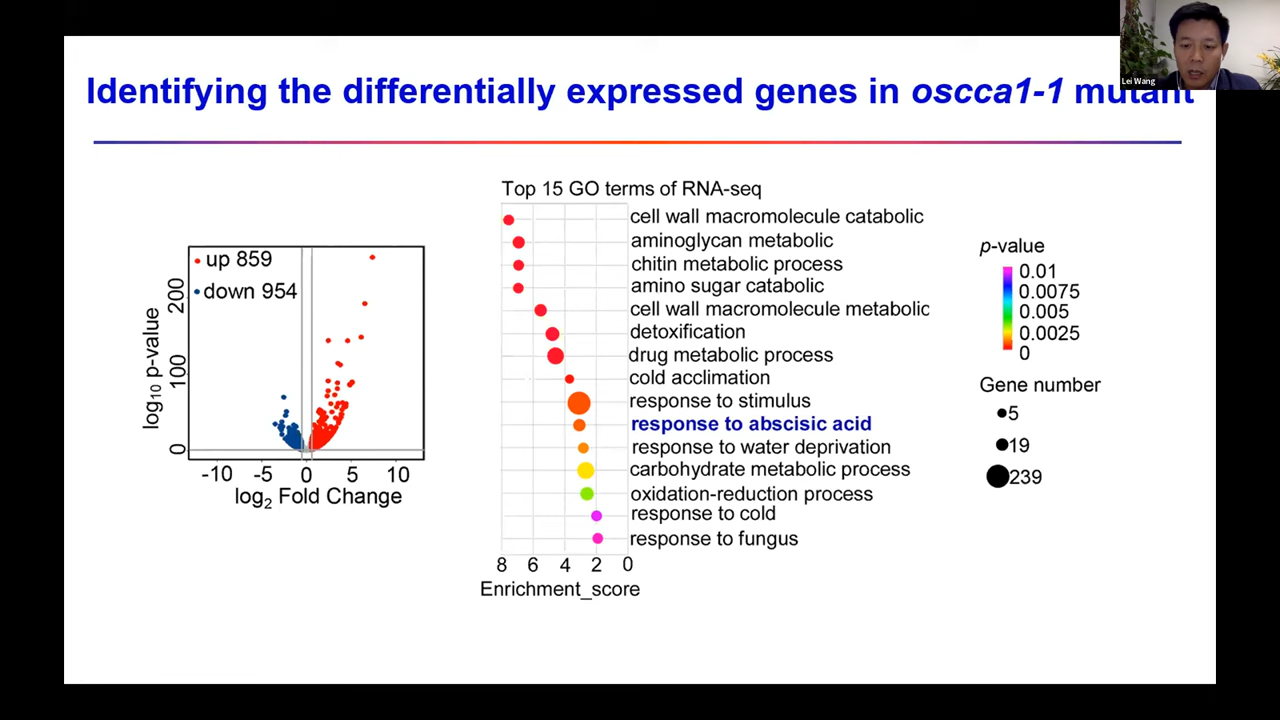 Lei Wang
Identifying the differentially expressed genes in oscca1-1 mutant
up 859
down 954
200
100
0
log10 p-value
-10 -5 0 5 10
log2 Fold Change
Top 15 GO terms of RNA-seq
cell wall macromolecule catabolic
aminoglycan metabolic
chitin metabolic process
amino sugar catabolic
cell wall macromolecule metabolic
detoxification
drug metabolic process
cold acclimation
response to stimulus
response to abscisic acid
response to water deprivation
carbohydrate metabolic process
oxidation-reduction process
response to cold
response to fungus
8 6 4 2 0
Enrichment_score
p-value
0.01
0.0075
0.005
0.0025
0
Gene number
5
19
239